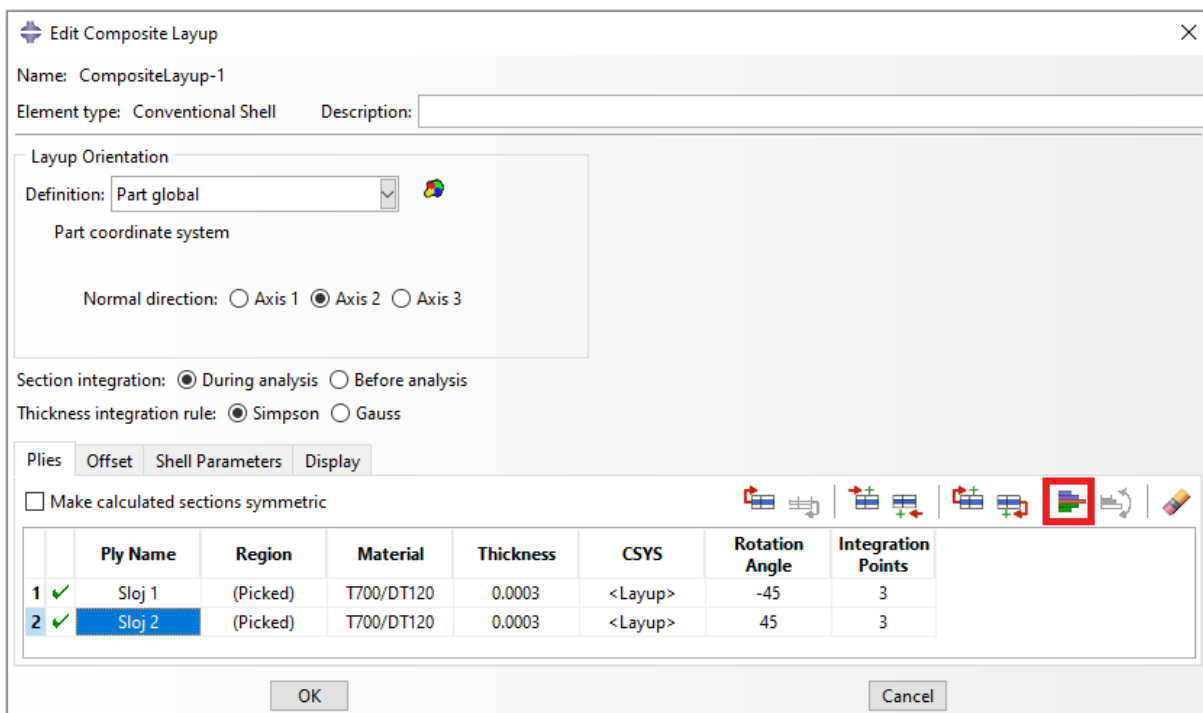 Edit Composite Layup
Name: CompositeLayup-1
Element type: Conventional Shell Description:
Layup Orientation
Definition: Part global
Part coordinate system
Normal direction: Axis 1 Axis 2 Axis 3
Section integration: During analysis Before analysis
Thickness integration rule: Simpson Gauss
Plies Offset Shell Parameters Display
Make calculated sections symmetric
Ply Name Region Material Thickness CSYS Rotation Angle Integration Points
1 Sloj 1 (Picked) T700/DT120 0.0003 <Layup> -45 3
2 Sloj 2 (Picked) T700/DT120 0.0003 <Layup> 45 3
OK Cancel